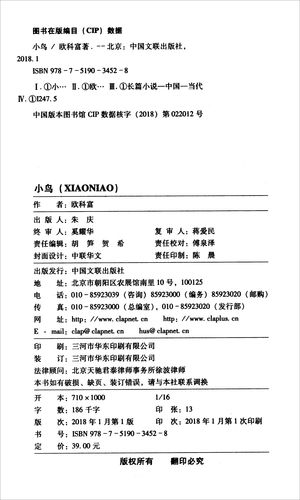 图书在版编目（CIP）数据
小鸟 / 欧科富著．--北京：中国文联出版社，
2018.1
ISBN 978-7-5190-3452-8
Ⅰ.①小… Ⅱ.①欧… Ⅲ.①长篇小说—中国—当代
Ⅳ.①I247.5
中国版本图书馆 CIP 数据核字（2018）第 022012 号
小鸟（XIAONIAO）
作 者：欧科富
出 版 人：朱 庆
终 审 人：奚耀华 复 审 人：蒋爱民
责任编辑：胡 笋 贺 希 责任校对：傅泉泽
封面设计：中联华文 责任印制：陈 晨
出版发行：中国文联出版社
地 址：北京市朝阳区农展馆南里 10 号，100125
电 话：010-85923039（咨询）85923000（编务）85923020（邮购）
传 真：010-85923000（总编室），010-85923020（发行部）
网 址：http://www.clapnet.cn http://www.claplus.cn
E - mail：clap@clapnet.cn hus@clapnet.cn
印 刷：三河市华东印刷有限公司
装 订：三河市华东印刷有限公司
法律顾问：北京天驰君泰律师事务所徐波律师
本书如有破损、缺页、装订错误，请与本社联系调换
开 本：710×1000 1/16
字 数：186 千字 印 张：13
版 次：2018 年 1 月第 1 版 印 次：2018 年 1 月第 1 次印刷
书 号：ISBN 978-7-5190-3452-8
定 价：39.00 元
版权所有 翻印必究